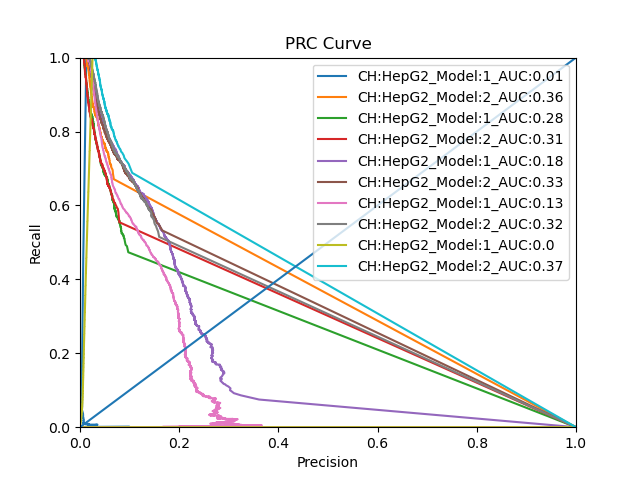 PRC Curve
1.0
0.8
0.6
0.4
0.2
0.0
Recall
CH:HepG2_Model:1_AUC:0.01
CH:HepG2_Model:2_AUC:0.36
CH:HepG2_Model:1_AUC:0.28
CH:HepG2_Model:2_AUC:0.31
CH:HepG2_Model:1_AUC:0.18
CH:HepG2_Model:2_AUC:0.33
CH:HepG2_Model:1_AUC:0.13
CH:HepG2_Model:2_AUC:0.32
CH:HepG2_Model:1_AUC:0.0
CH:HepG2_Model:2_AUC:0.37
0.0 0.2 0.4 0.6 0.8 1.0
Precision